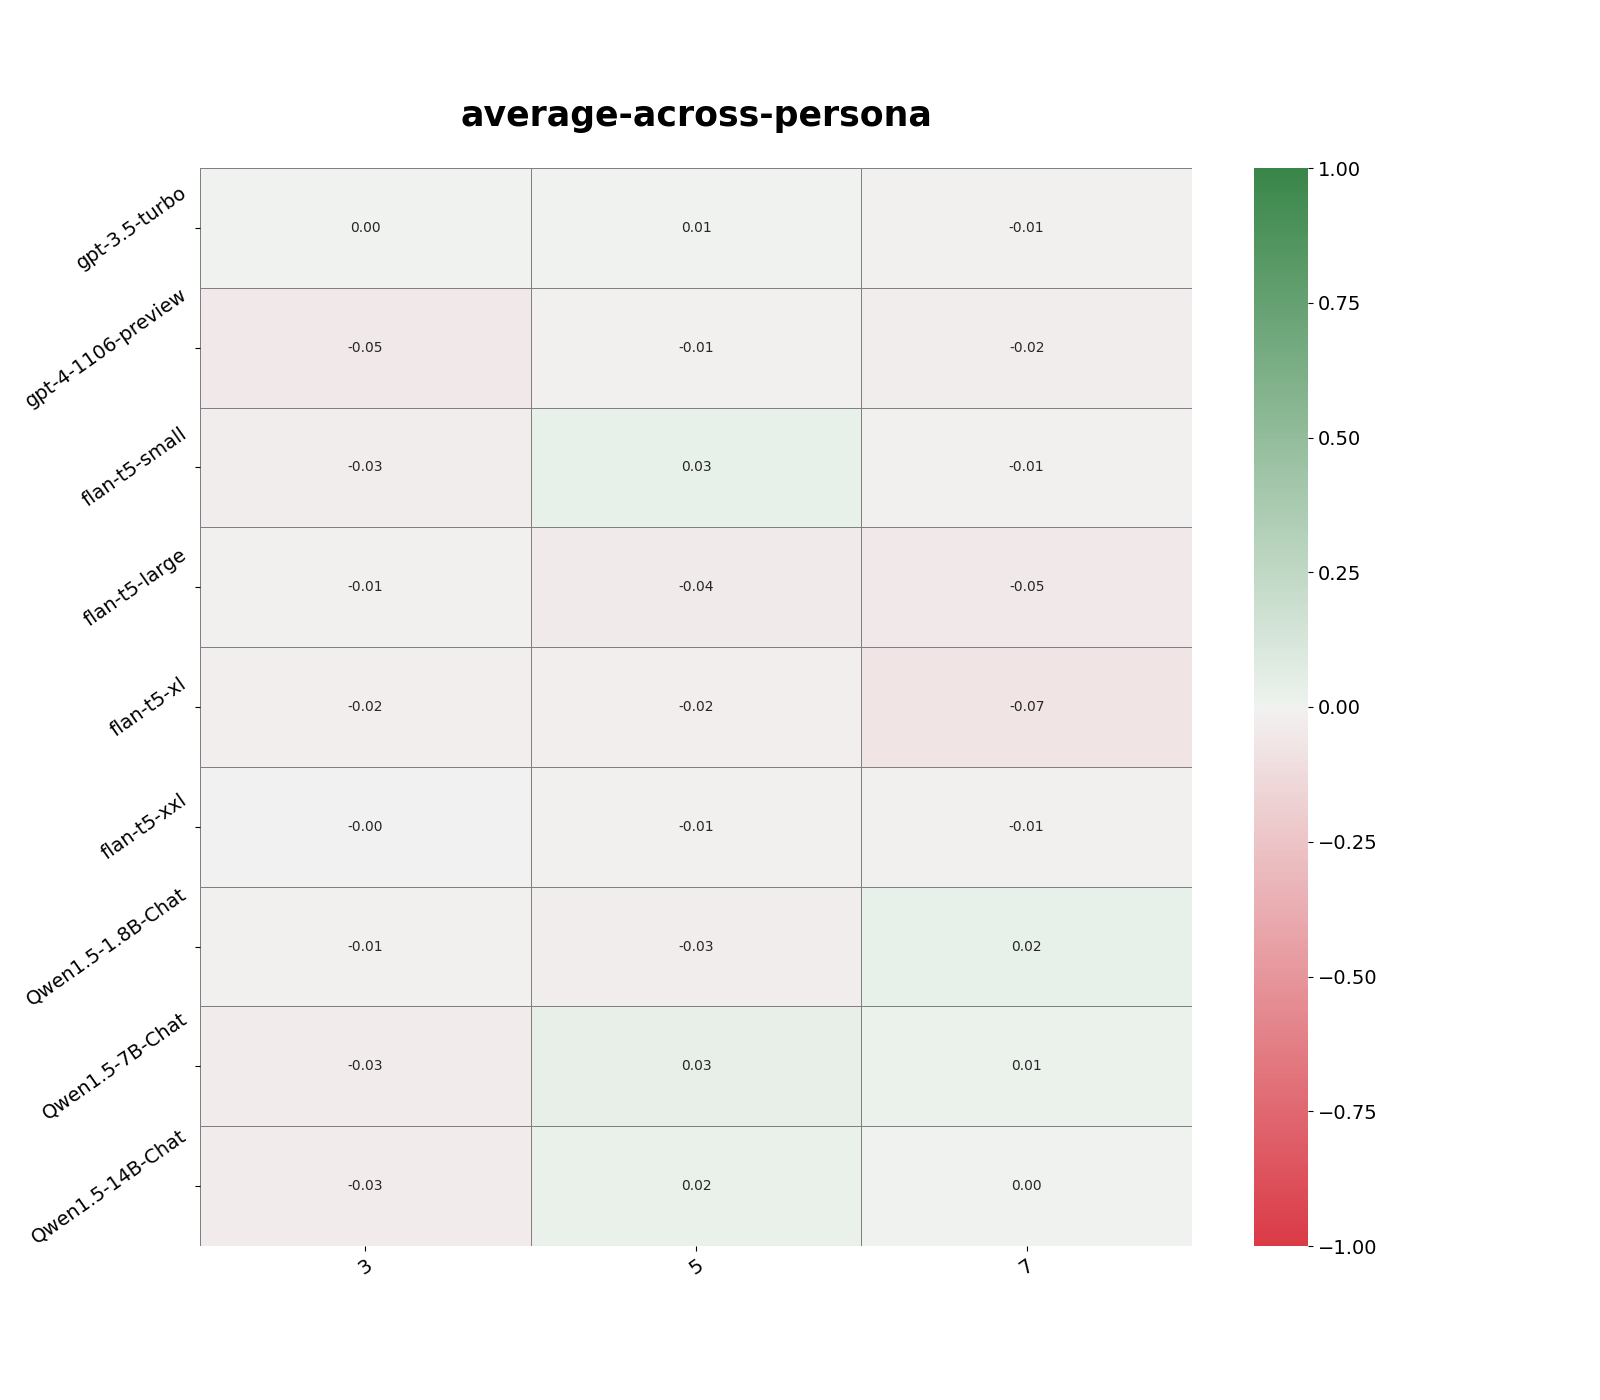 average-across-persona
gpt-3.5-turbo 0.00 0.01 -0.01
gpt-4-1106-preview -0.05 -0.01 -0.02
flan-t5-small -0.03 0.03 -0.01
flan-t5-large -0.01 -0.04 -0.05
flan-t5-xl -0.02 -0.02 -0.07
flan-t5-xxl -0.00 -0.01 -0.01
Qwen1.5-1.8B-Chat -0.01 -0.03 0.02
Qwen1.5-7B-Chat -0.03 0.03 0.01
Qwen1.5-14B-Chat -0.03 0.02 0.00
3 5 7
1.00
0.75
0.50
0.25
0.00
−0.25
−0.50
−0.75
−1.00